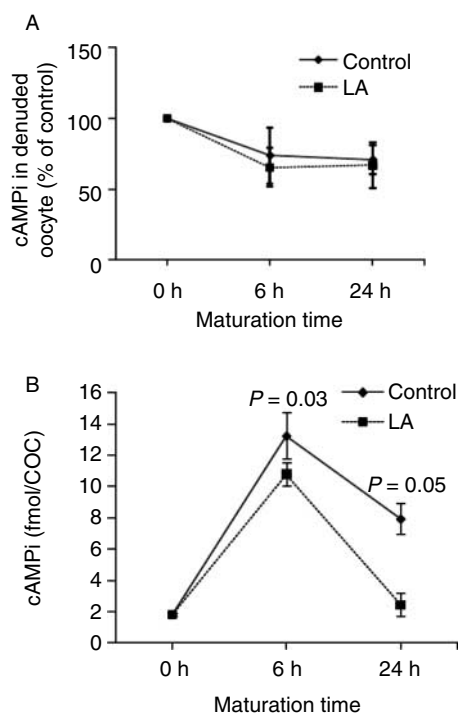 A
Control
LA
cAMPi in denuded
oocyte (% of control)
150
100
50
0
0 h
6 h
24 h
Maturation time
B
Control
LA
P = 0.03
P = 0.05
cAMPi (fmol/COC)
16
14
12
10
8
6
4
2
0
0 h
6 h
24 h
Maturation time